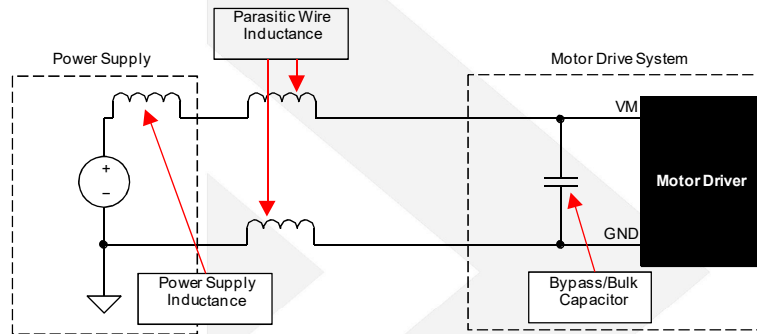 Parasitic Wire
Inductance
Power Supply
Motor Drive System
VM
+
−
Motor Driver
GND
Power Supply
Inductance
Bypass/Bulk
Capacitor